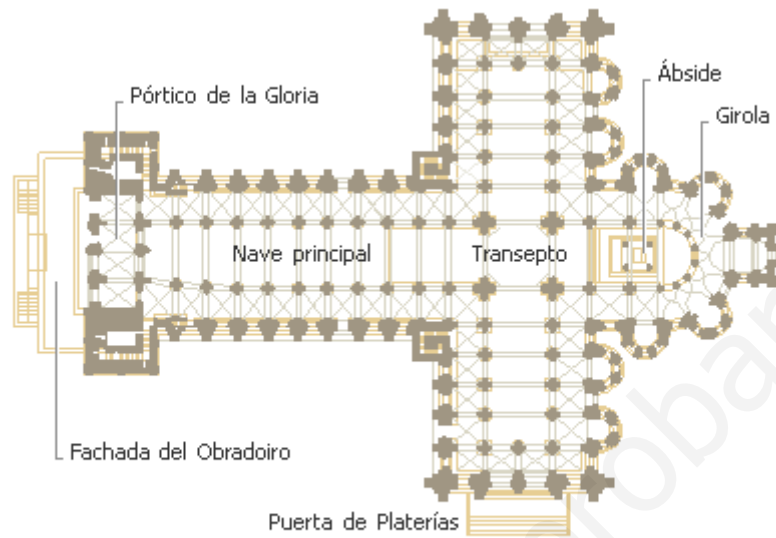 Ábside
Pórtico de la Gloria
Girola
Nave principal
Transepto
Fachada del Obradoiro
Puerta de Platerías